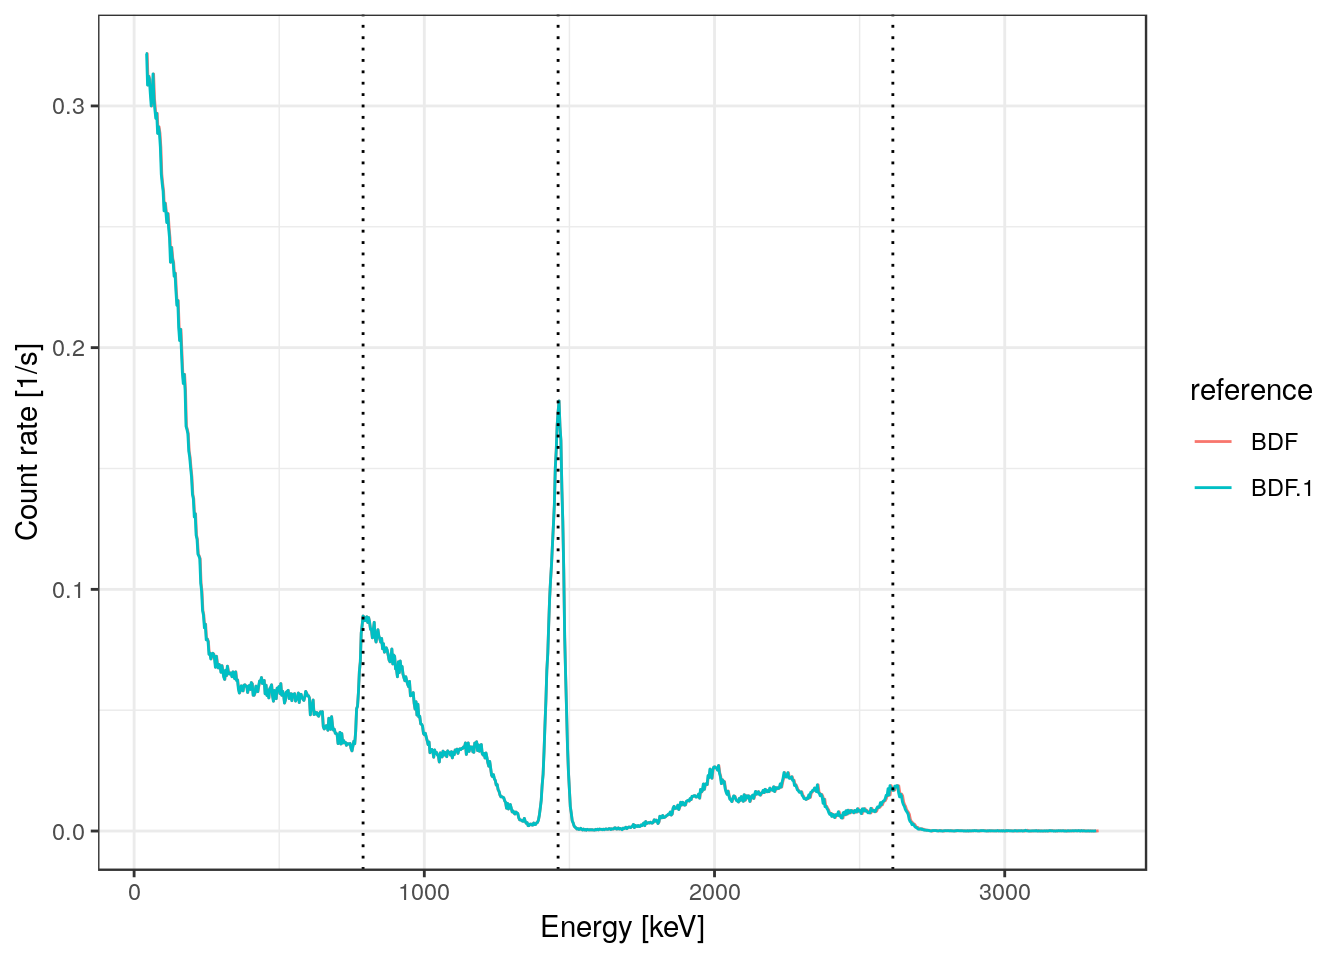 0.3
0.2
0.1
0.0
Count rate [1/s]
0 1000 2000 3000
Energy [keV]
reference
BDF
BDF.1